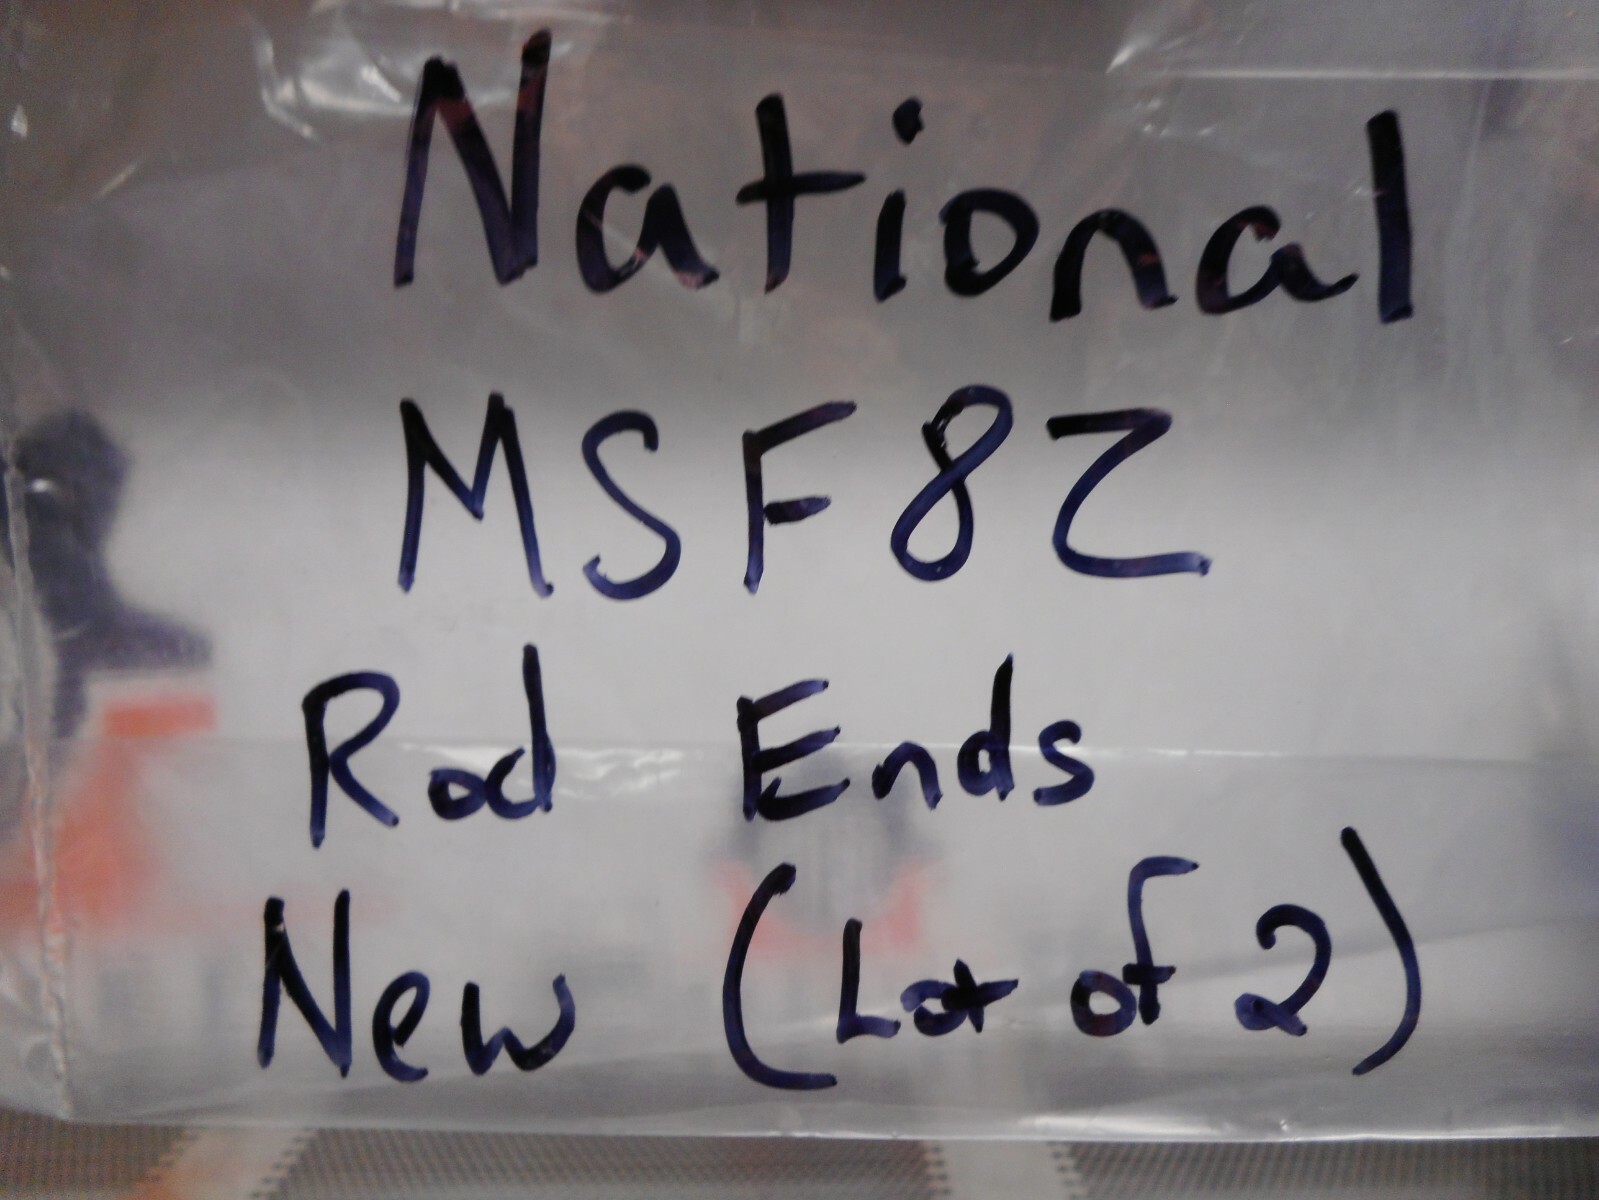 National
MSF8Z
Rod Ends
New (Lot of 2)